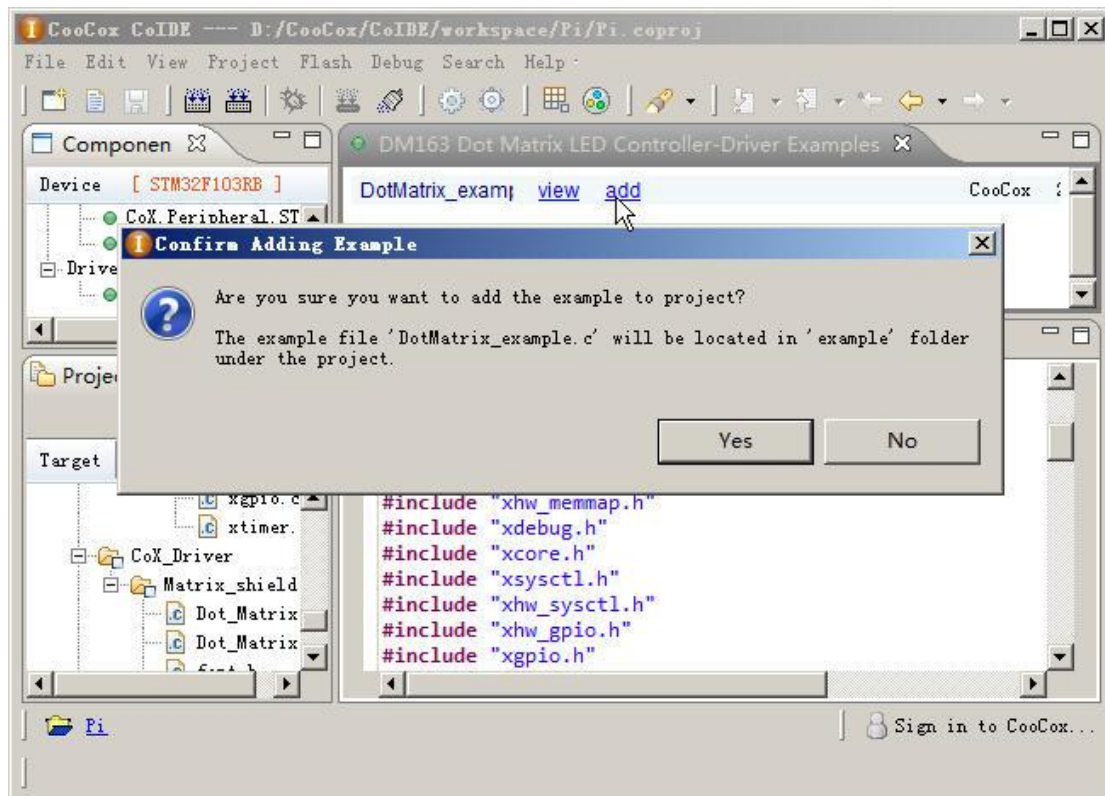 CooCox CoIDE --- D:/CooCox/CoIDE/workspace/Pi/Pi.coproj
File Edit View Project Flash Debug Search Help
Componen
DM163 Dot Matrix LED Controller-Driver Examples
Device [ STM32F103RB ]
DotMatrix_examp view add CooCox
CoX.Peripheral.ST
Confirm Adding Example
Drive
Are you sure you want to add the example to project?
The example file 'DotMatrix_example.c' will be located in 'example' folder
under the project.
Proje
Yes No
Target
xgpio.c
#include "xhw_memmap.h"
xtimer.
#include "xdebug.h"
CoX_Driver
#include "xcore.h"
Matrix_shield
#include "xsysctl.h"
Dot_Matrix
#include "xhw_sysctl.h"
Dot_Matrix
#include "xhw_gpio.h"
#include "xgpio.h"
Pi
Sign in to CooCox...